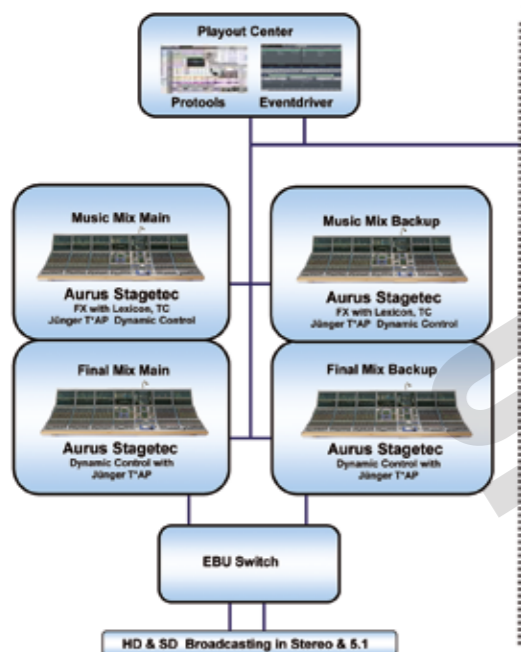 Playout Center
Protools Eventdriver
Music Mix Main
Aurus Stagetec
FX with Lexicon, TC
Jünger T*AP Dynamic Control
Music Mix Backup
Aurus Stagetec
FX with Lexicon, TC
Jünger T*AP Dynamic Control
Final Mix Main
Aurus Stagetec
Dynamic Control with
Jünger T*AP
Final Mix Backup
Aurus Stagetec
Dynamic Control with
Jünger T*AP
EBU Switch
HD & SD Broadcasting in Stereo & 5.1